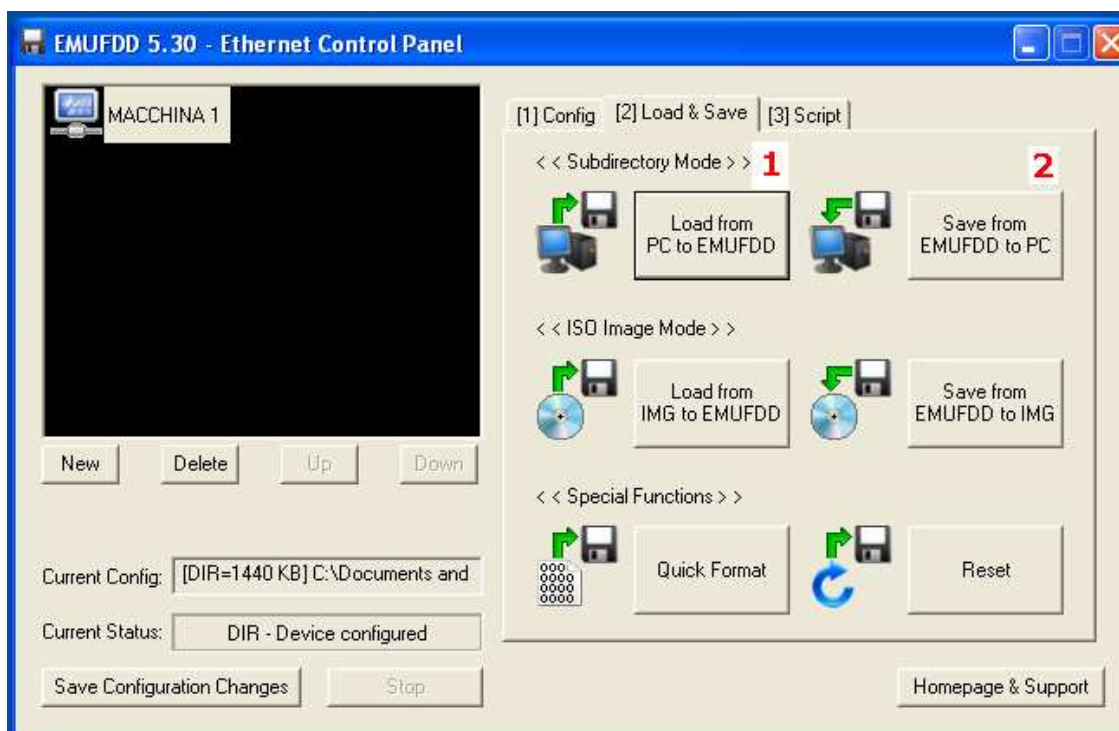 EMUFDD 5.30 - Ethernet Control Panel
MACCHINA 1
[1] Config
[2] Load & Save
[3] Script
< < Subdirectory Mode > >
1
2
Load from
PC to EMUFDD
Save from
EMUFDD to PC
< < ISO Image Mode > >
Load from
IMG to EMUFDD
Save from
EMUFDD to IMG
New
Delete
Up
Down
< < Special Functions > >
000
0000
0000
Quick Format
Reset
Current Config:
[DIR=1440 KB] C:\Documents and
Current Status:
DIR - Device configured
Save Configuration Changes
Stop
Homepage & Support